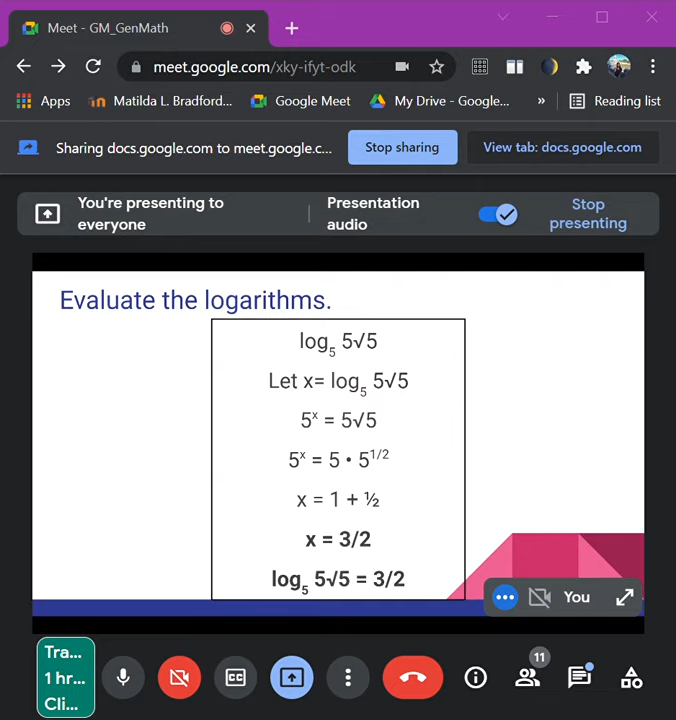 Meet - GM_GenMath
meet.google.com/xky-ifyt-odk
Apps
Matilda L. Bradford...
Google Meet
My Drive - Google...
»
Reading list
Sharing docs.google.com to meet.google.c...
Stop sharing
View tab: docs.google.com
You're presenting to
everyone
Presentation
audio
Stop
presenting
Evaluate the logarithms.
log₅ 5√5
Let x= log₅ 5√5
5ˣ = 5√5
5ˣ = 5 • 5^1/2
x = 1 + ½
x = 3/2
log₅ 5√5 = 3/2
You
Tra...
1 hr...
Cli...
CC
11